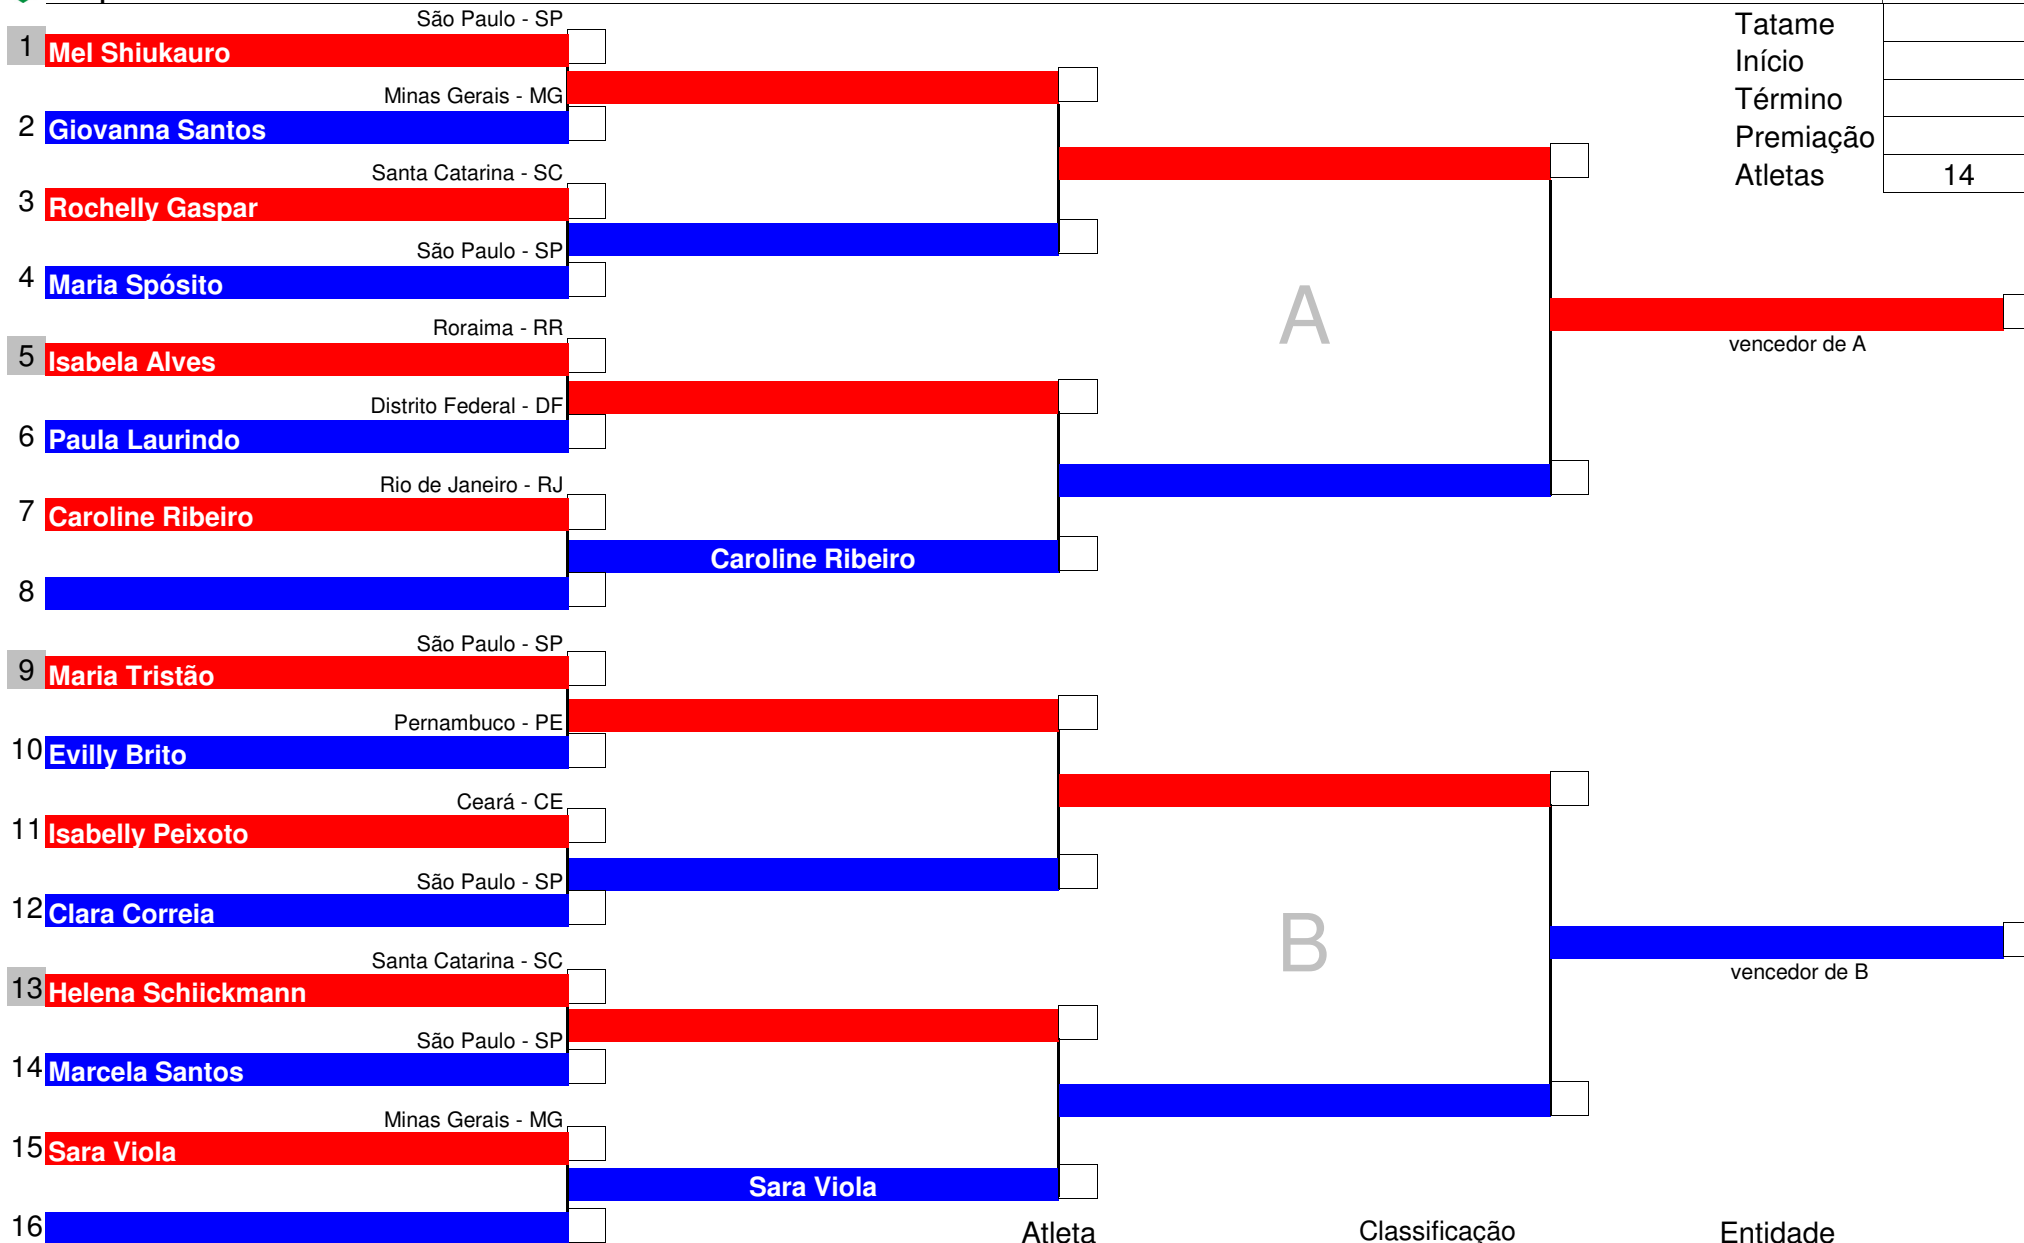 São Paulo - SP
1 Mel Shiukauro
Minas Gerais - MG
2 Giovanna Santos
Santa Catarina - SC
3 Rochelly Gaspar
São Paulo - SP
4 Maria Spósito
Roraima - RR
5 Isabela Alves
Distrito Federal - DF
6 Paula Laurindo
Rio de Janeiro - RJ
7 Caroline Ribeiro
Caroline Ribeiro
8
São Paulo - SP
9 Maria Tristão
Pernambuco - PE
10 Evilly Brito
Ceará - CE
11 Isabelly Peixoto
São Paulo - SP
12 Clara Correia
Santa Catarina - SC
13 Helena Schiickmann
São Paulo - SP
14 Marcela Santos
Minas Gerais - MG
15 Sara Viola
Sara Viola
16
A
B
vencedor de A
vencedor de B
Tatame
Início
Término
Premiação
Atletas 14
Atleta Classificação Entidade